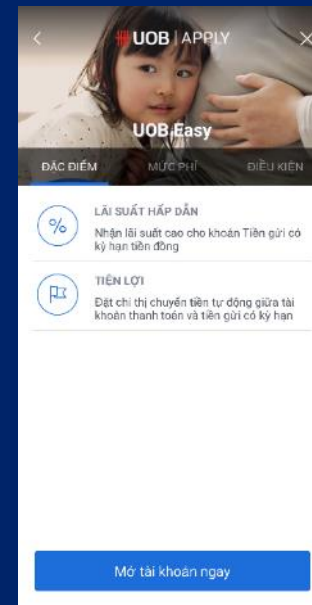 UOB | APPLY
UOB Easy
ĐẶC ĐIỂM MỨC PHÍ ĐIỀU KIỆN
LÃI SUẤT HẤP DẪN
Nhận lãi suất cao cho khoản Tiền gửi có
kỳ hạn tiền đồng
TIỆN LỢI
Đặt chỉ thị chuyển tiền tự động giữa tài
khoản thanh toán và tiền gửi có kỳ hạn
Mở tài khoản ngay